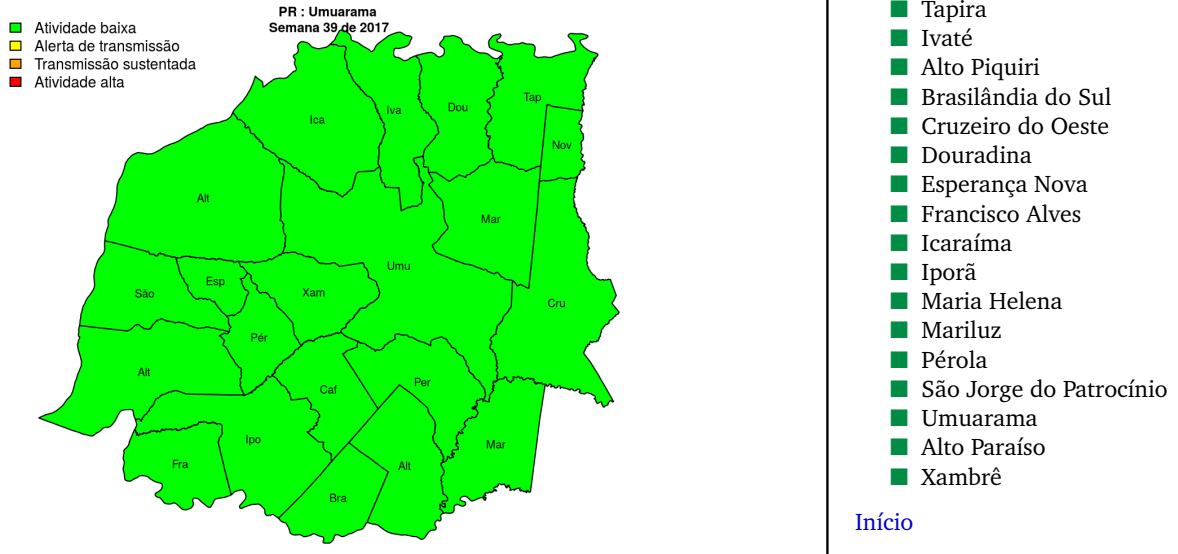 PR : Umuarama
Semana 39 de 2017
Atividade baixa
Alerta de transmissão
Transmissão sustentada
Atividade alta
Ica
Iva
Dou
Tap
Nov
Alt
Mar
Umu
Esp
São
Xam
Cru
Pér
Alt
Caf
Per
Ipo
Mar
Fra
Alt
Bra
Tapira
Ivaté
Alto Piquiri
Brasilândia do Sul
Cruzeiro do Oeste
Douradina
Esperança Nova
Francisco Alves
Icaraíma
Iporã
Maria Helena
Mariluz
Pérola
São Jorge do Patrocínio
Umuarama
Alto Paraíso
Xambrê
Início